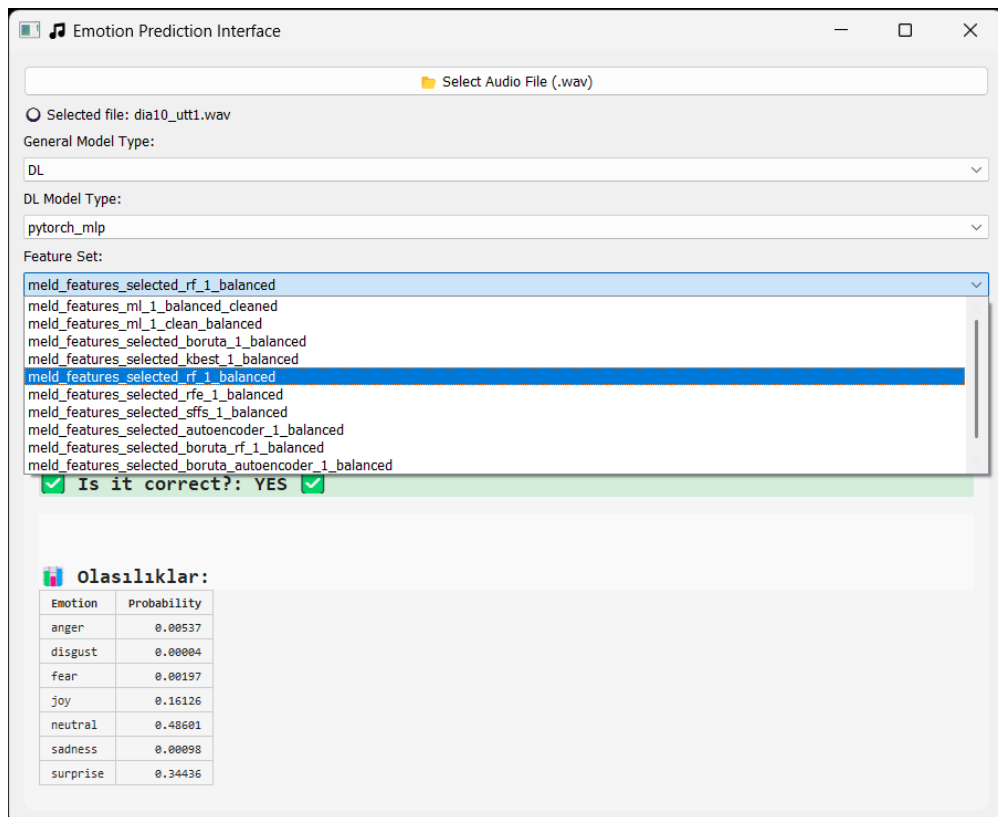 Emotion Prediction Interface
Select Audio File (.wav)
Selected file: dia10_utt1.wav
General Model Type:
DL
DL Model Type:
pytorch_mlp
Feature Set:
meld_features_selected_rf_1_balanced
meld_features_ml_1_balanced_cleaned
meld_features_ml_1_clean_balanced
meld_features_selected_boruta_1_balanced
meld_features_selected_kbest_1_balanced
meld_features_selected_rf_1_balanced
meld_features_selected_rfe_1_balanced
meld_features_selected_sffs_1_balanced
meld_features_selected_autoencoder_1_balanced
meld_features_selected_boruta_rf_1_balanced
meld_features_selected_boruta_autoencoder_1_balanced
Is it correct?: YES
Olasılıklar:
Emotion Probability
anger 0.00537
disgust 0.00004
fear 0.00197
joy 0.16126
neutral 0.48601
sadness 0.00098
surprise 0.34436